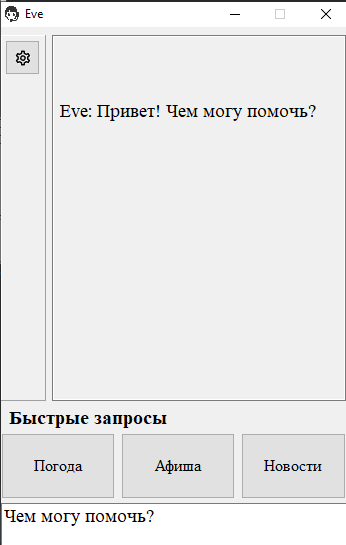 Eve
Eve: Привет! Чем могу помочь?
Быстрые запросы
Погода
Афиша
Новости
Чем могу помочь?